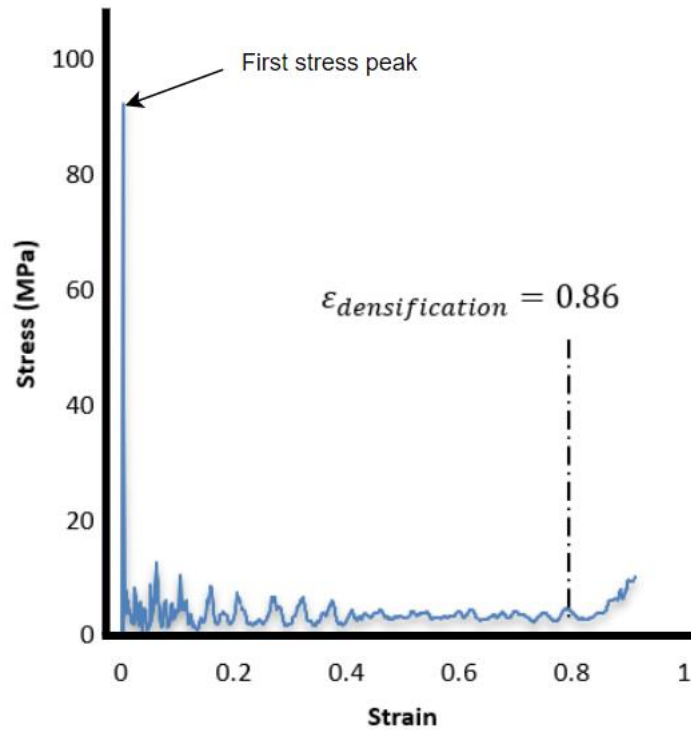 100
First stress peak
80
60
ε_densification = 0.86
40
20
0
0 0.2 0.4 0.6 0.8 1
Stress (MPa)
Strain